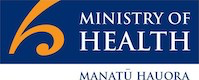 MINISTRY OF
HEALTH
MANATŪ HAUORA